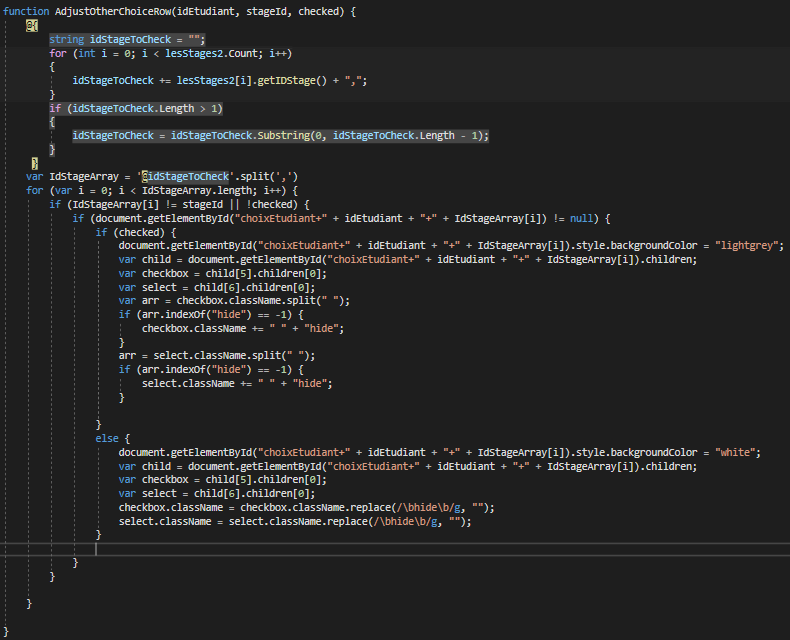 function AdjustOtherChoiceRow(idEtudiant, stageId, checked) {
@{
string idStageToCheck = "";
for (int i = 0; i < lesStages2.Count; i++)
{
idStageToCheck += lesStages2[i].getIDStage() + ",";
}
if (idStageToCheck.Length > 1)
{
idStageToCheck = idStageToCheck.Substring(0, idStageToCheck.Length - 1);
}
}
var IdStageArray = '@idStageToCheck'.split(',')
for (var i = 0; i < IdStageArray.length; i++) {
if (IdStageArray[i] != stageId || !checked) {
if (document.getElementById("choixEtudiant+" + idEtudiant + "+" + IdStageArray[i]) != null) {
if (checked) {
document.getElementById("choixEtudiant+" + idEtudiant + "+" + IdStageArray[i]).style.backgroundColor = "lightgrey";
var child = document.getElementById("choixEtudiant+" + idEtudiant + "+" + IdStageArray[i]).children;
var checkbox = child[5].children[0];
var select = child[6].children[0];
var arr = checkbox.className.split(" ");
if (arr.indexOf("hide") == -1) {
checkbox.className += " " + "hide";
}
arr = select.className.split(" ");
if (arr.indexOf("hide") == -1) {
select.className += " " + "hide";
}
}
else {
document.getElementById("choixEtudiant+" + idEtudiant + "+" + IdStageArray[i]).style.backgroundColor = "white";
var child = document.getElementById("choixEtudiant+" + idEtudiant + "+" + IdStageArray[i]).children;
var checkbox = child[5].children[0];
var select = child[6].children[0];
checkbox.className = checkbox.className.replace(/\bhide\b/g, "");
select.className = select.className.replace(/\bhide\b/g, "");
}
}
}
}
}